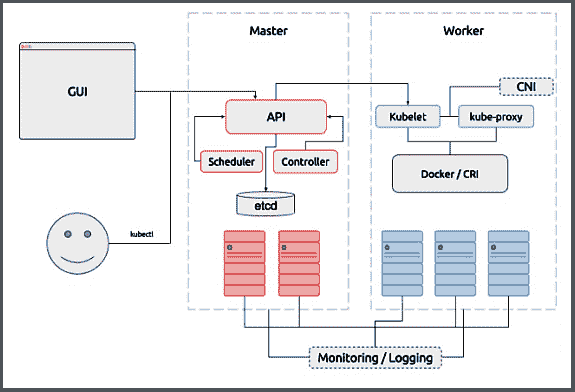 Master
Worker
GUI
CNI
API
Kubelet
kube-proxy
Scheduler
Controller
Docker / CRI
etcd
kubectl
Monitoring / Logging